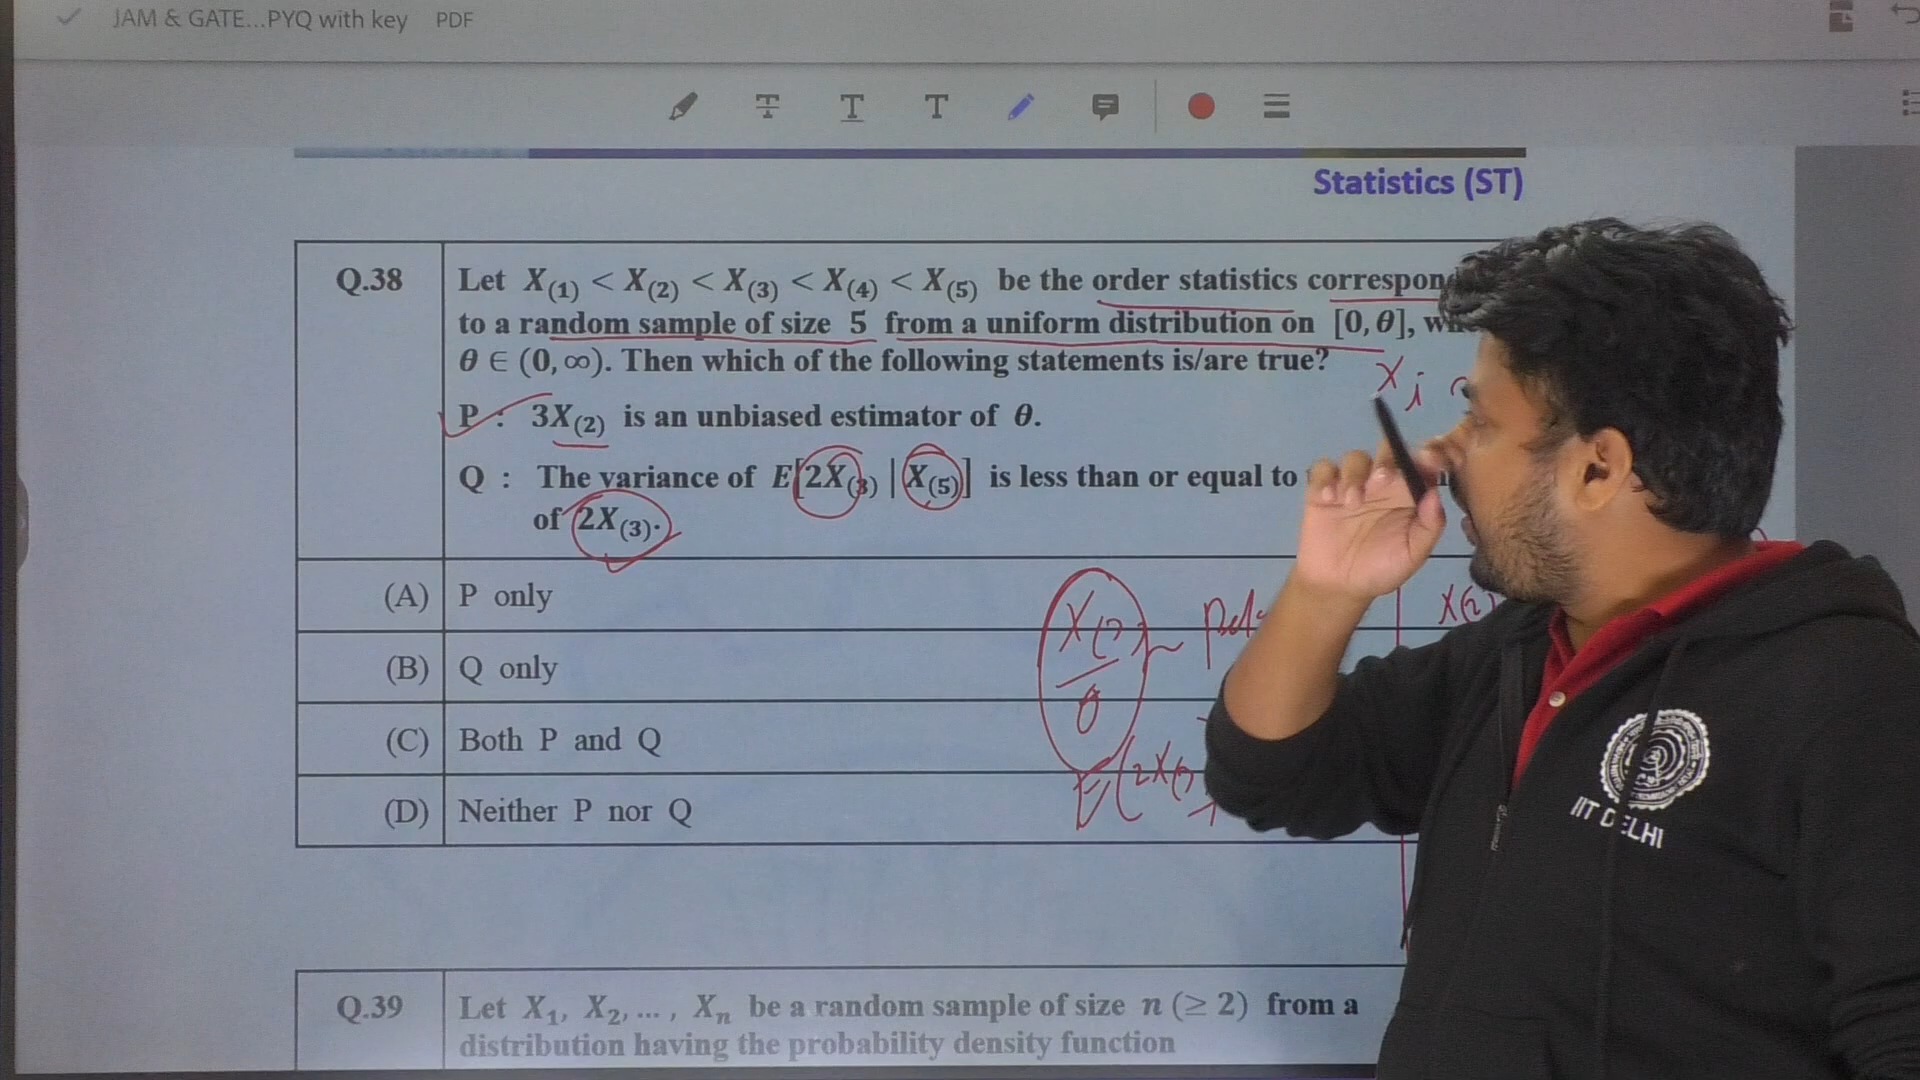 JAM & GATE...PYQ with key PDF
Statistics (ST)
Q.38
Let X(1) < X(2) < X(3) < X(4) < X(5) be the order statistics
to a random sample of size 5 from a uniform distribution on [0, θ],
θ ∈ (0, ∞). Then which of the following statements is/are true?
X i
P : 3X(2) is an unbiased estimator of θ.
Q : The variance of E[2X(3) | X(5)] is less than or equal to
of 2X(3).
(A) P only
(B) Q only
(C) Both P and Q
(D) Neither P nor Q
X(2)
θ
IIT DELHI
Q.39
Let X1, X2, ... , Xn be a random sample of size n (≥ 2) from a
distribution having the probability density function